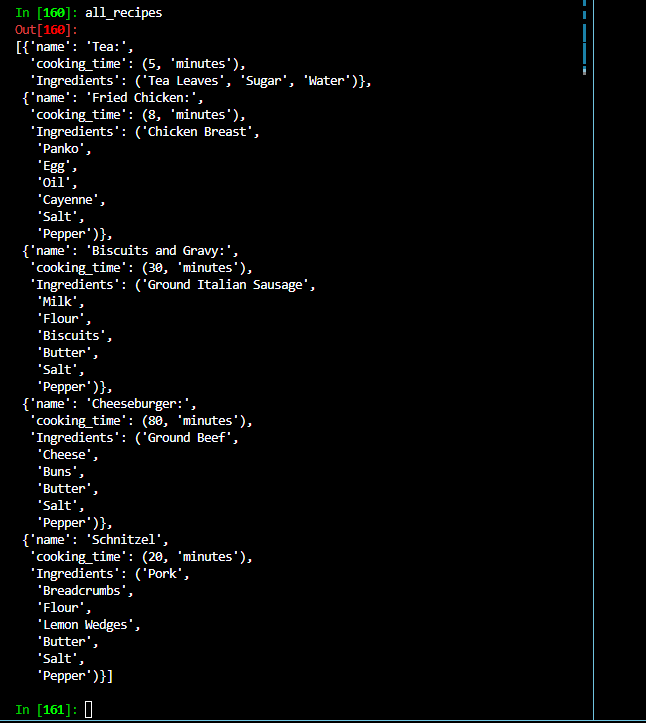 In [160]: all_recipes
Out[160]:
[{'name': 'Tea:',
'cooking_time': (5, 'minutes'),
'Ingredients': ('Tea Leaves', 'Sugar', 'Water')},
{'name': 'Fried Chicken:',
'cooking_time': (8, 'minutes'),
'Ingredients': ('Chicken Breast',
'Panko',
'Egg',
'Oil',
'Cayenne',
'Salt',
'Pepper')},
{'name': 'Biscuits and Gravy:',
'cooking_time': (30, 'minutes'),
'Ingredients': ('Ground Italian Sausage',
'Milk',
'Flour',
'Biscuits',
'Butter',
'Salt',
'Pepper')},
{'name': 'Cheeseburger:',
'cooking_time': (80, 'minutes'),
'Ingredients': ('Ground Beef',
'Cheese',
'Buns',
'Butter',
'Salt',
'Pepper')},
{'name': 'Schnitzel',
'cooking_time': (20, 'minutes'),
'Ingredients': ('Pork',
'Breadcrumbs',
'Flour',
'Lemon Wedges',
'Butter',
'Salt',
'Pepper')}]
In [161]: